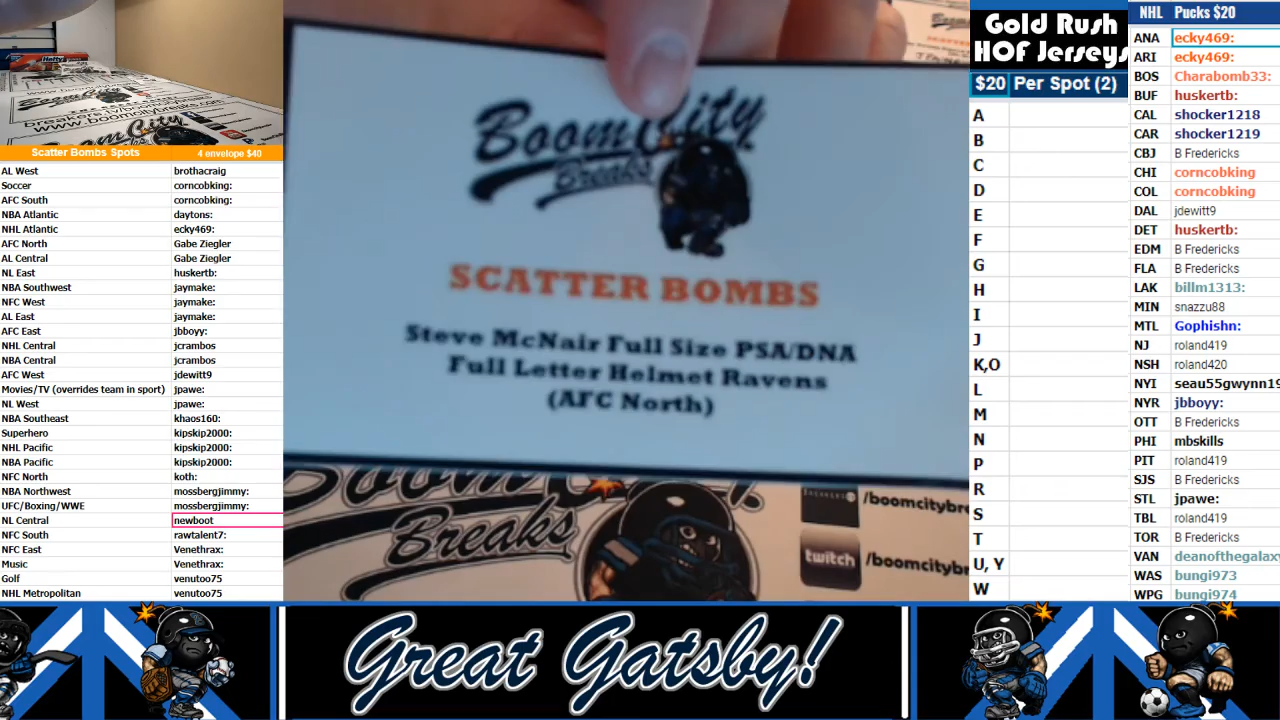 Scatter Bombs Spots 4 envelope $40
AL West brothacraig
Soccer corncobking:
AFC South corncobking:
NBA Atlantic daytons:
NHL Atlantic ecky469:
AFC North Gabe Ziegler
AL Central Gabe Ziegler
NL East huskertb:
NBA Southwest jaymake:
NFC West jaymake:
AL East jaymake:
AFC East jbboyy:
NHL Central jcrambos
NBA Central jcrambos
AFC West jdewitt9
Movies/TV (overrides team in sport) jpawe:
NL West jpawe:
NBA Southeast khaos160:
Superhero kipskip2000:
NHL Pacific kipskip2000:
NBA Pacific kipskip2000:
NFC North koth:
NBA Northwest mossbergjimmy:
UFC/Boxing/WWE mossbergjimmy:
NL Central newboot
NFC South rawtalent7:
NFC East Venethrax:
Music Venethrax:
Golf venutoo75
NHL Metropolitan venutoo75
Boom City
Breaks
SCATTER BOMBS
Steve McNair Full Size PSA/DNA
Full Letter Helmet Ravens
(AFC North)
Breaks
/boomcitybre
twitch /boomcitybre
Gold Rush
HOF Jerseys
$20 Per Spot (2)
A
B
C
D
E
F
G
H
I
J
K,O
L
M
N
P
R
S
T
U, Y
W
NHL Pucks $20
ANA ecky469:
ARI ecky469:
BOS Charabomb33:
BUF huskertb:
CAL shocker1218
CAR shocker1219
CBJ B Fredericks
CHI corncobking
COL corncobking
DAL jdewitt9
DET huskertb:
EDM B Fredericks
FLA B Fredericks
LAK billm1313:
MIN snazzu88
MTL Gophishn:
NJ roland419
NSH roland420
NYI seau55gwynn19
NYR jbboyy:
OTT B Fredericks
PHI mbskills
PIT roland419
SJS B Fredericks
STL jpawe:
TBL roland419
TOR B Fredericks
VAN deanofthegalaxy
WAS bungi973
WPG bungi974
Great Gatsby!